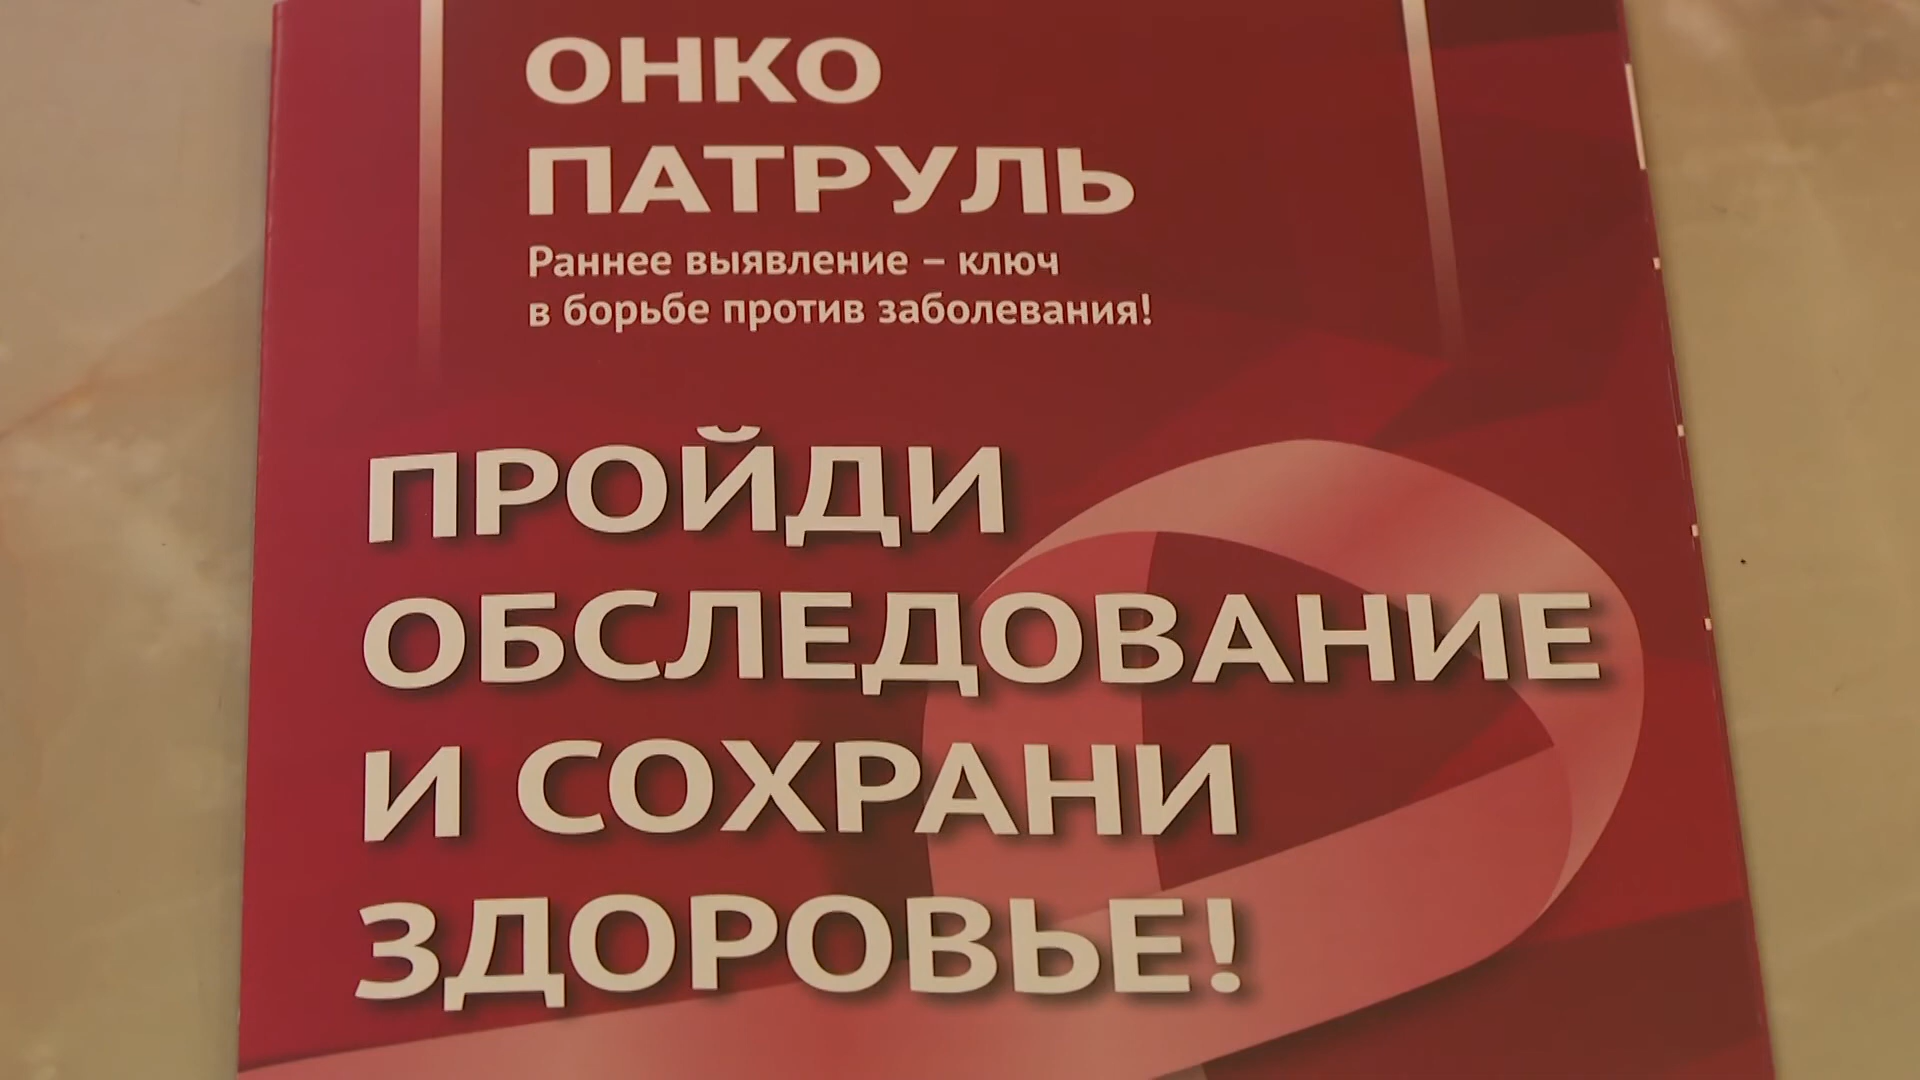 ОНКО
ПАТРУЛЬ
Раннее выявление – ключ
в борьбе против заболевания!
ПРОЙДИ
ОБСЛЕДОВАНИЕ
И СОХРАНИ
ЗДОРОВЬЕ!